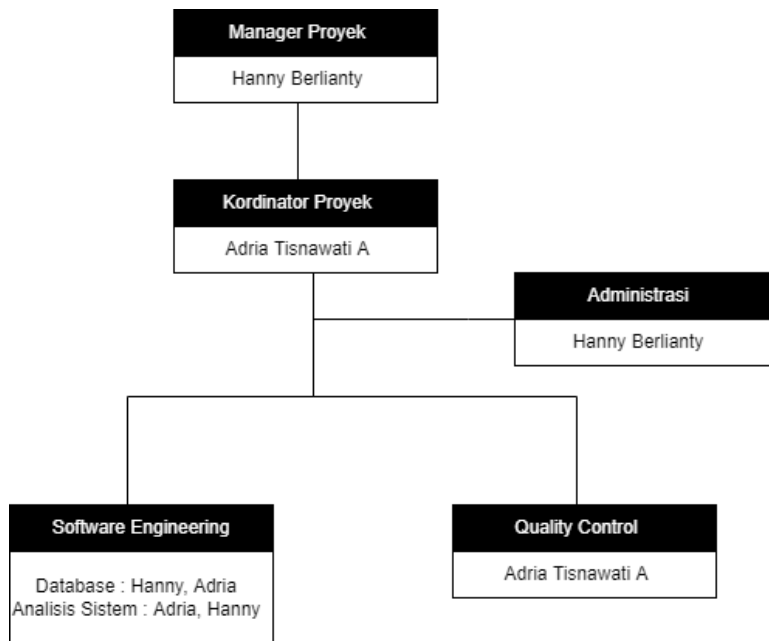 Manager Proyek
Hanny Berlianty
Kordinator Proyek
Adria Tisnawati A
Administrasi
Hanny Berlianty
Software Engineering
Database : Hanny, Adria
Analisis Sistem : Adria, Hanny
Quality Control
Adria Tisnawati A